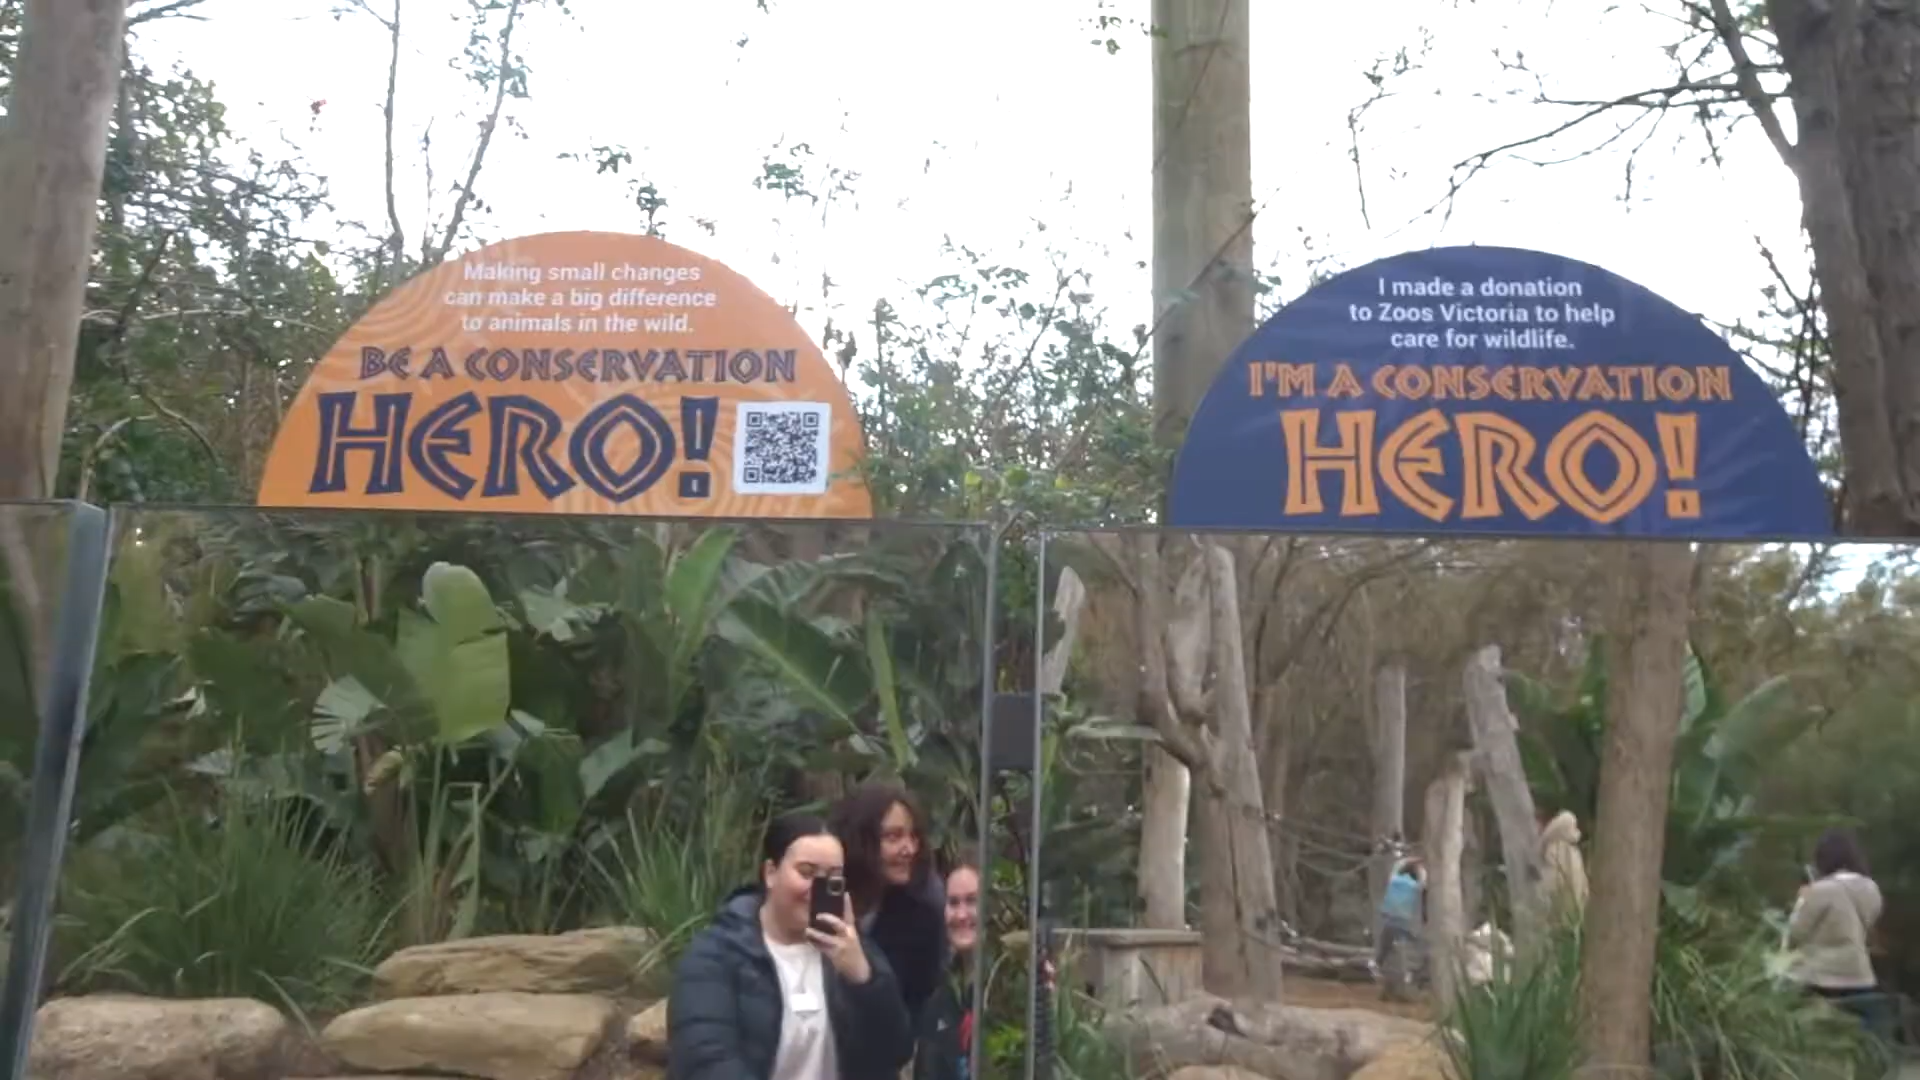 Making small changes
can make a big difference
to animals in the wild.
BE A CONSERVATION
HERO!
I made a donation
to Zoos Victoria to help
care for wildlife.
I'M A CONSERVATION
HERO!